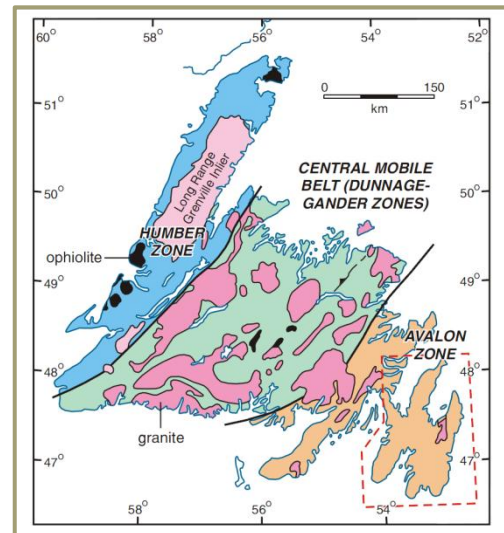 60°
58°
56°
54°
52°
51°
0 150
km
CENTRAL MOBILE
BELT (DUNNAGE-
GANDER ZONES)
Long Range
Grenville Inlier
50°
50°
HUMBER
ZONE
ophiolite
49°
49°
AVALON
ZONE
48°
48°
granite
47°
47°
58°
56°
54°